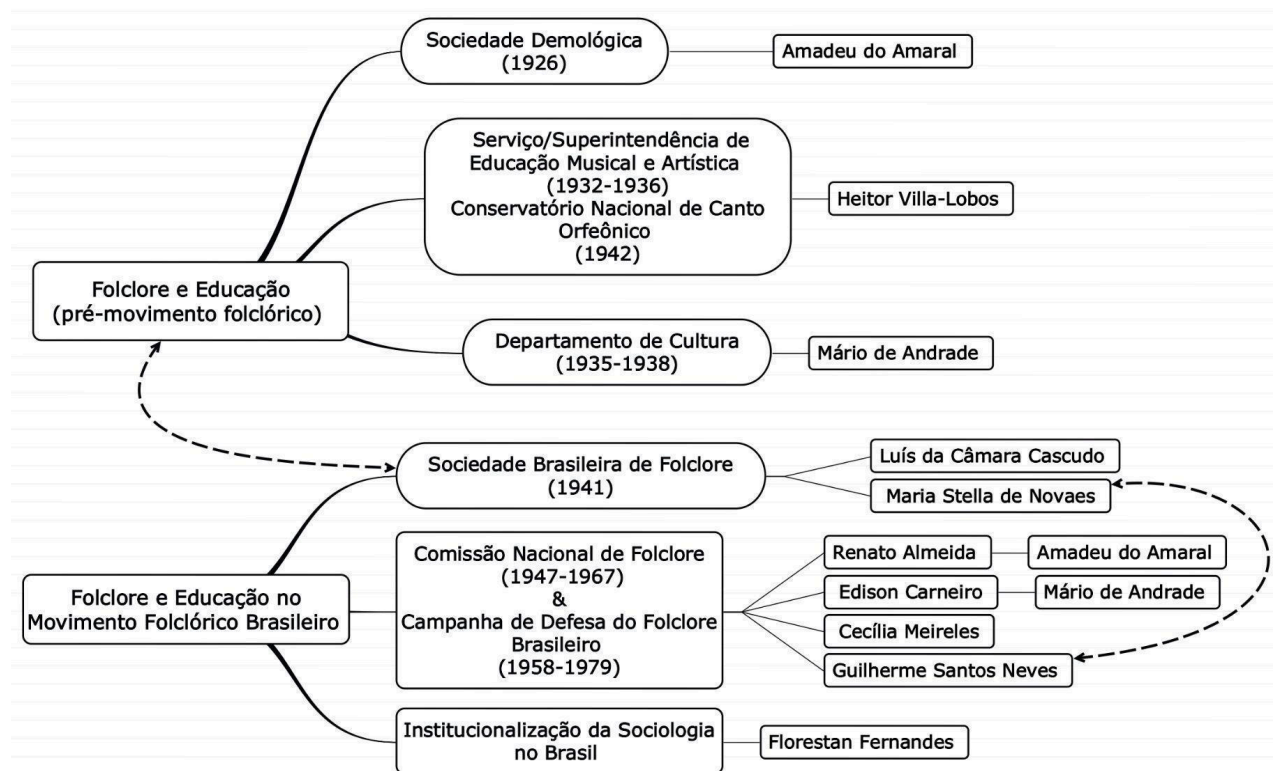 Sociedade Demológica
(1926)
Amadeu do Amaral
Serviço/Superintendência de
Educação Musical e Artística
(1932-1936)
Conservatório Nacional de Canto
Orfeônico
(1942)
Heitor Villa-Lobos
Folclore e Educação
(pré-movimento folclórico)
Departamento de Cultura
(1935-1938)
Mário de Andrade
Sociedade Brasileira de Folclore
(1941)
Luís da Câmara Cascudo
Maria Stella de Novaes
Folclore e Educação no
Movimento Folclórico Brasileiro
Comissão Nacional de Folclore
(1947-1967)
&
Campanha de Defesa do Folclore
Brasileiro
(1958-1979)
Renato Almeida
Amadeu do Amaral
Edison Carneiro
Mário de Andrade
Cecília Meireles
Guilherme Santos Neves
Institucionalização da Sociologia
no Brasil
Florestan Fernandes